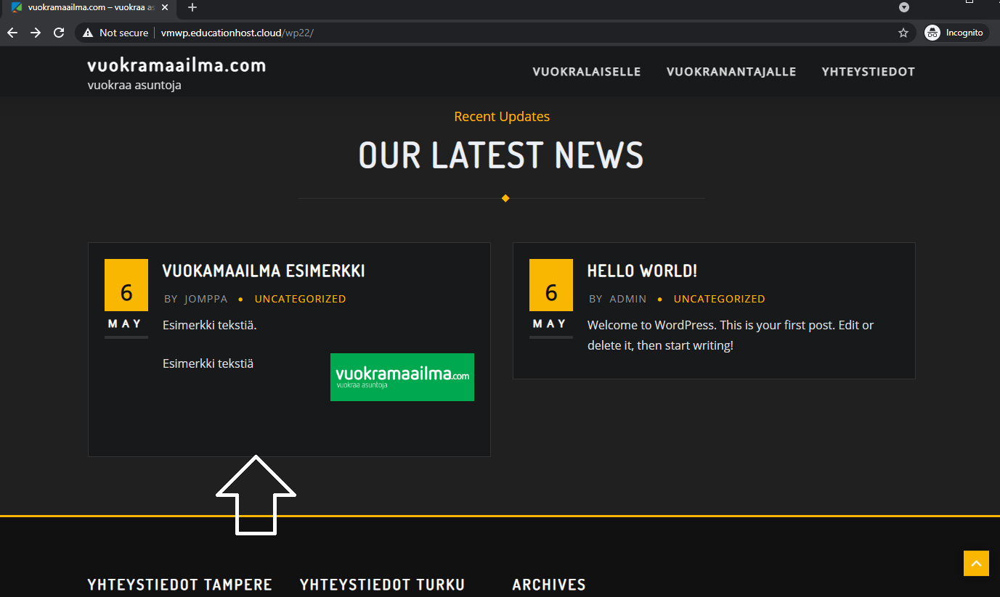 vuokramaailma.com – vuokraa as
Not secure
vmwp.educationhost.cloud/wp22/
Incognito
vuokramaailma.com
vuokraa asuntoja
VUOKRALAISELLE VUOKRANANTAJALLE YHTEYSTIEDOT
Recent Updates
OUR LATEST NEWS
6
MAY
VUOKAMAAILMA ESIMERKKI
BY JOMPPA • UNCATEGORIZED
Esimerkki tekstiä.
Esimerkki tekstiä
vuokramaailma.com
vuokraa asuntoja
6
MAY
HELLO WORLD!
BY ADMIN • UNCATEGORIZED
Welcome to WordPress. This is your first post. Edit or
delete it, then start writing!
YHTEYSTIEDOT TAMPERE
YHTEYSTIEDOT TURKU
ARCHIVES